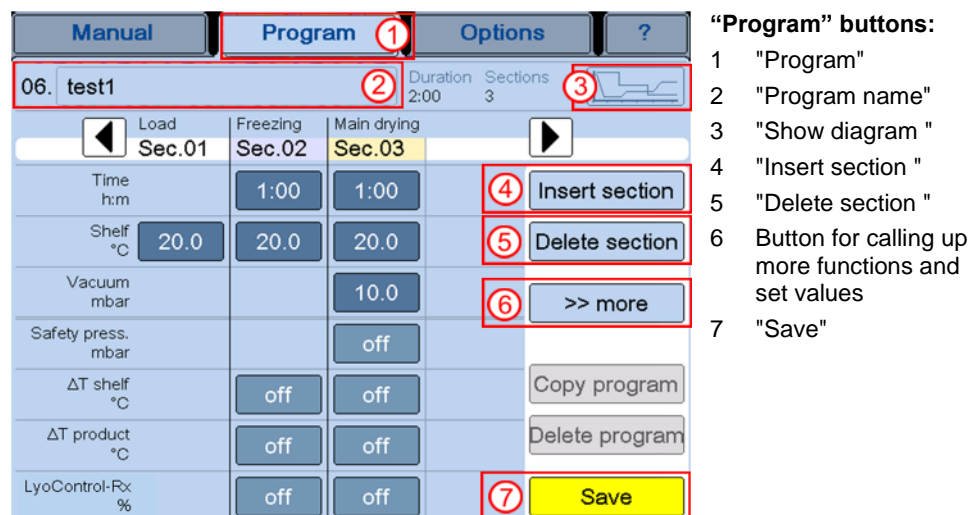 Manual Program 1 Options ?
06. test1 2 Duration Sections 3
2:00 3
Load Freezing Main drying
Sec.01 Sec.02 Sec.03
Time
h:m 1:00 1:00 4 Insert section
Shelf
°C 20.0 20.0 20.0 5 Delete section
Vacuum
mbar 10.0 6 >> more
Safety press.
mbar off
ΔT shelf
°C off off Copy program
ΔT product
°C off off Delete program
LyoControl-Rx
% off off 7 Save
“Program” buttons:
1 "Program"
2 "Program name"
3 "Show diagram "
4 "Insert section "
5 "Delete section "
6 Button for calling up
more functions and
set values
7 "Save"